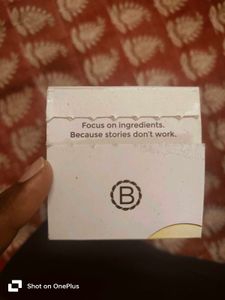 Focus on ingredients.
Because stories don't work.
B
Shot on OnePlus